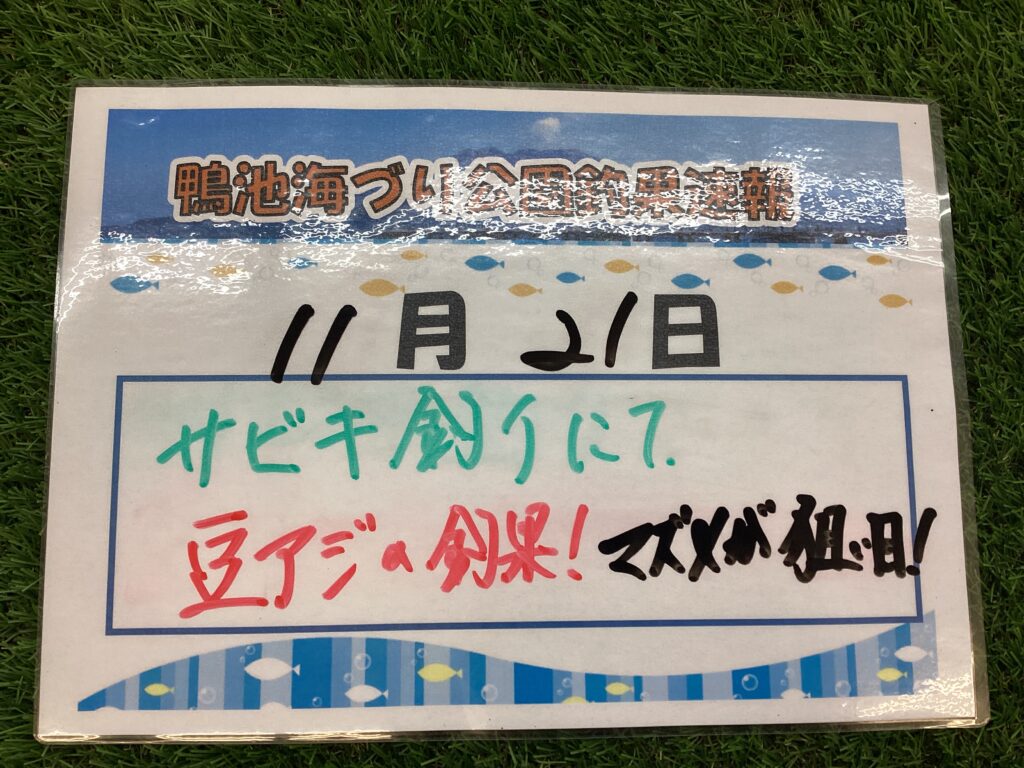 鴨池海づり公園釣果速報
11月21日
サビキ釣りにて.
豆アジの釣果!マズメが狙い目!